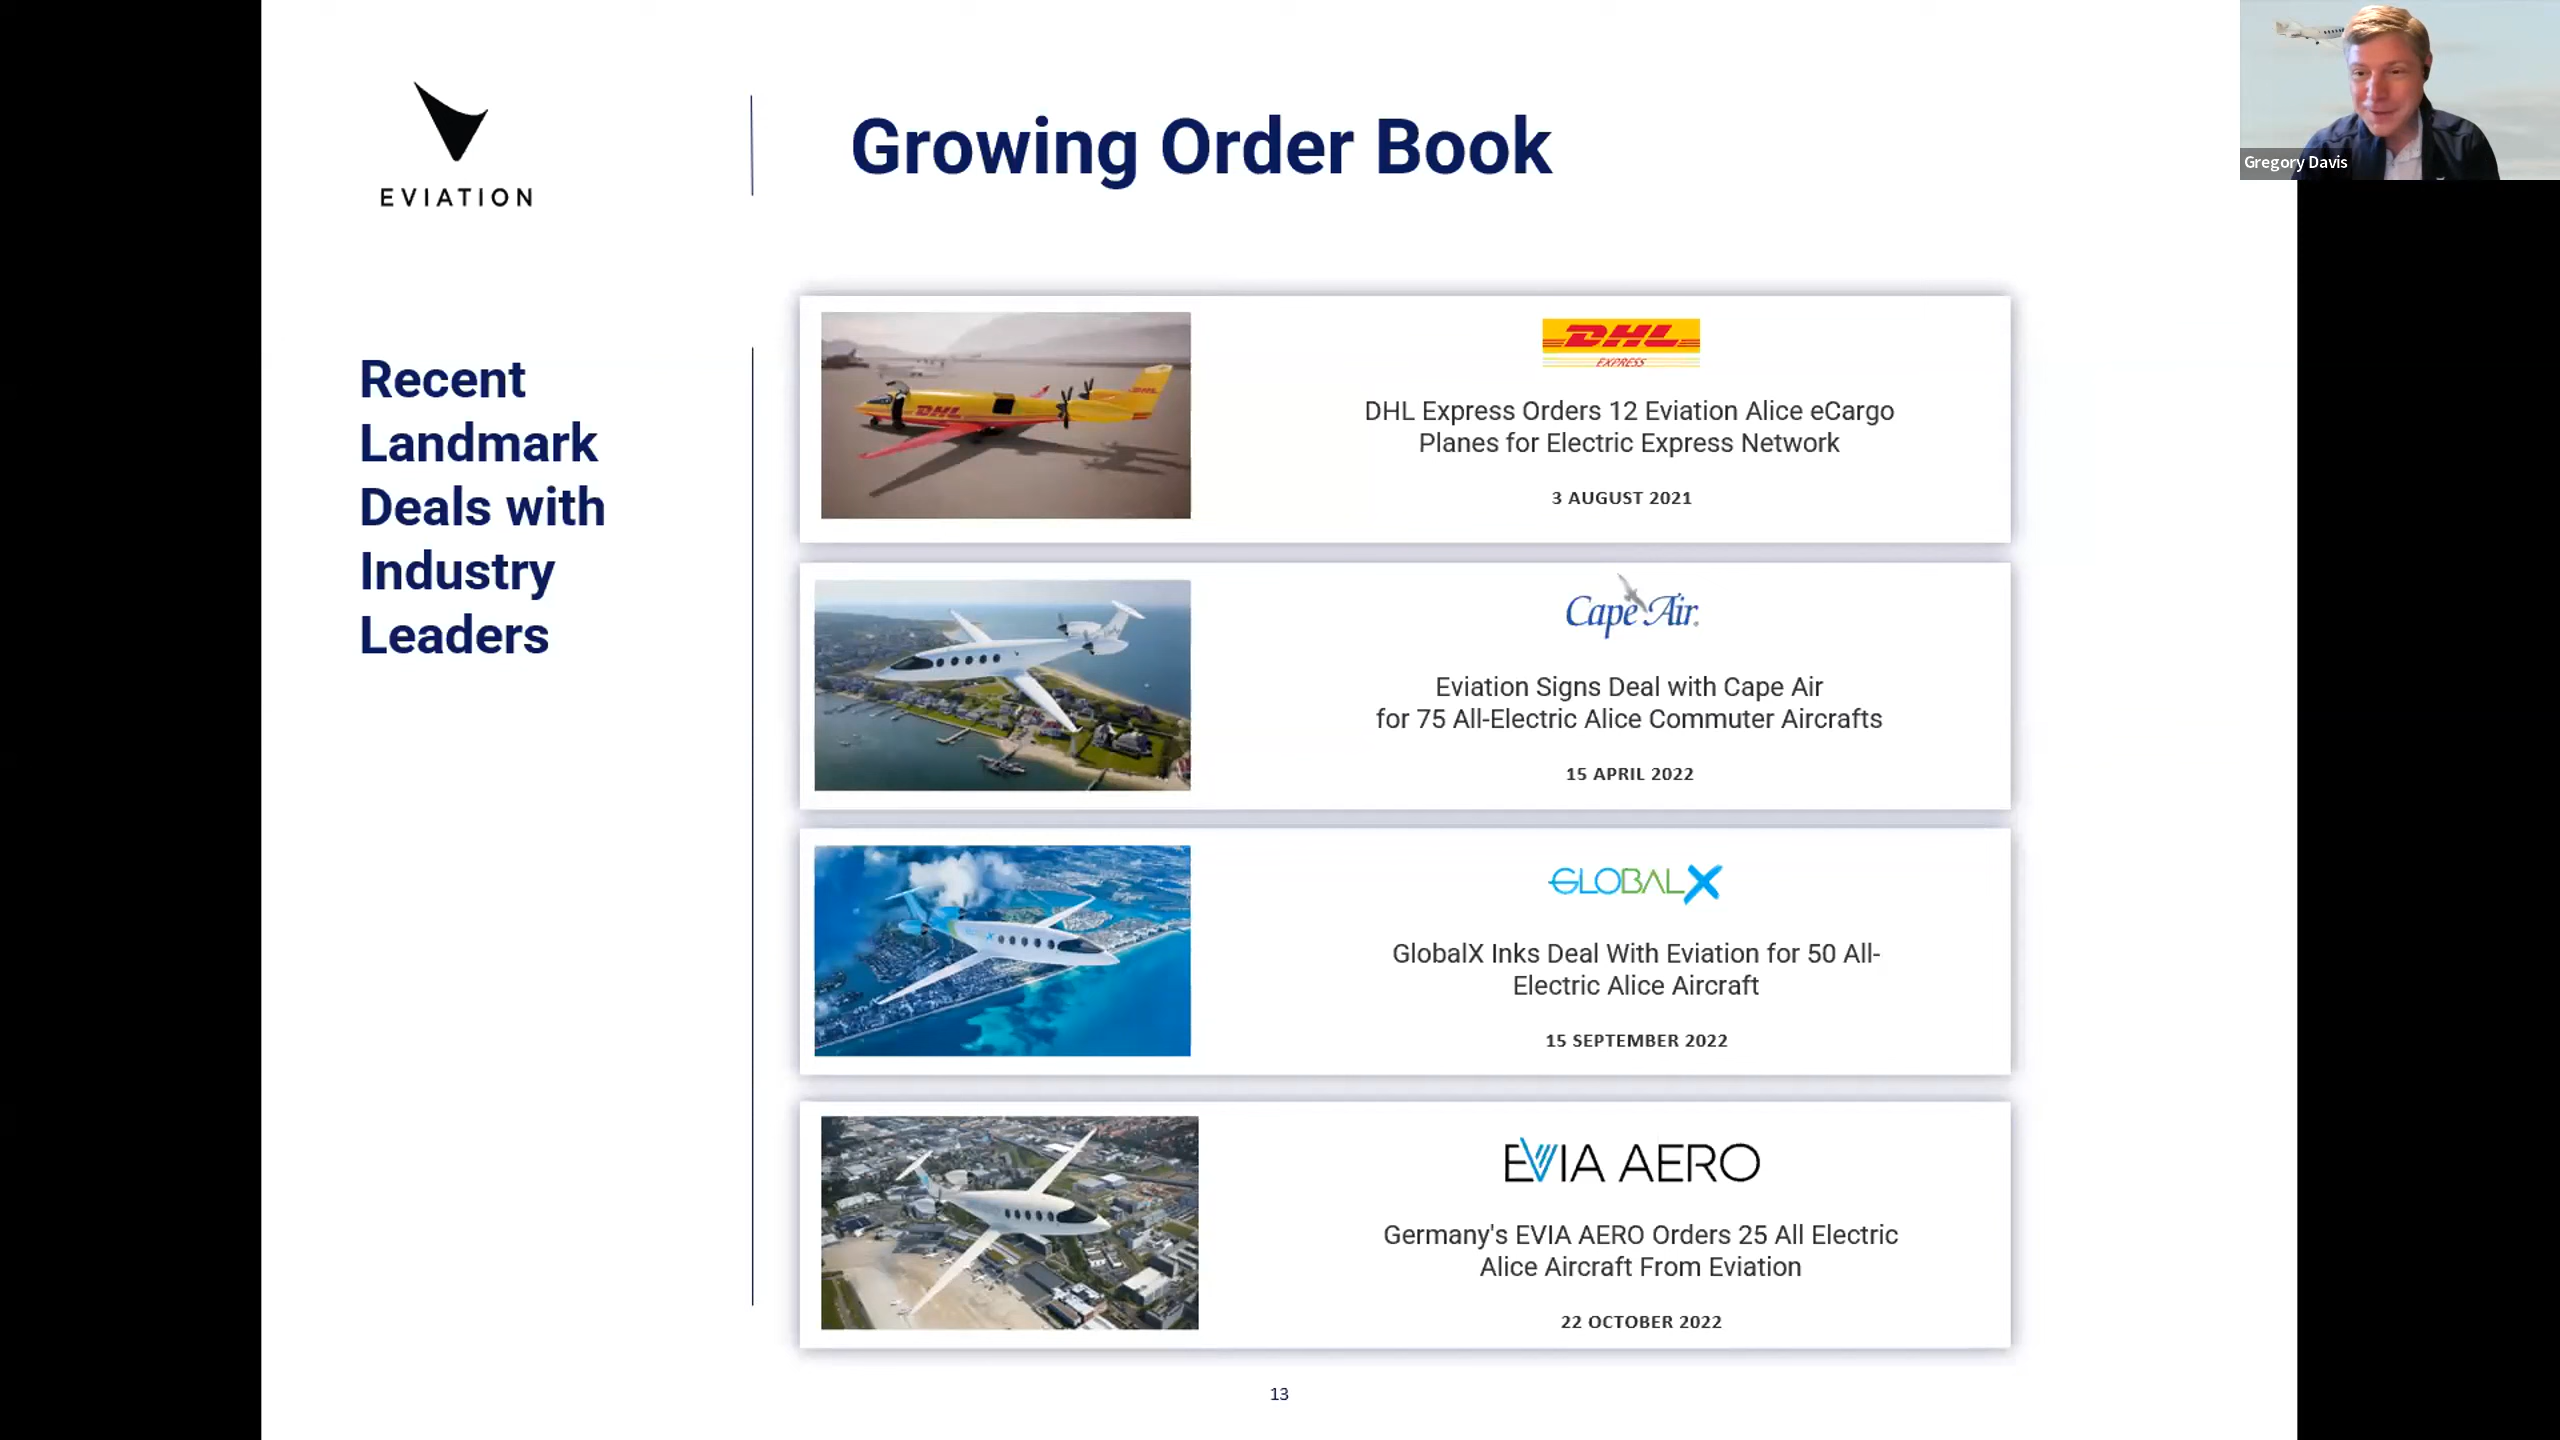 EVIATION
Growing Order Book
Gregory Davis
Recent
Landmark
Deals with
Industry
Leaders
DHL
DHL
DHL
EXPRESS
DHL Express Orders 12 Eviation Alice eCargo
Planes for Electric Express Network
3 AUGUST 2021
Cape Air
Eviation Signs Deal with Cape Air
for 75 All-Electric Alice Commuter Aircrafts
15 APRIL 2022
GLOBALX
GlobalX Inks Deal With Eviation for 50 All-
Electric Alice Aircraft
15 SEPTEMBER 2022
EVIA AERO
Germany's EVIA AERO Orders 25 All Electric
Alice Aircraft From Eviation
22 OCTOBER 2022
13